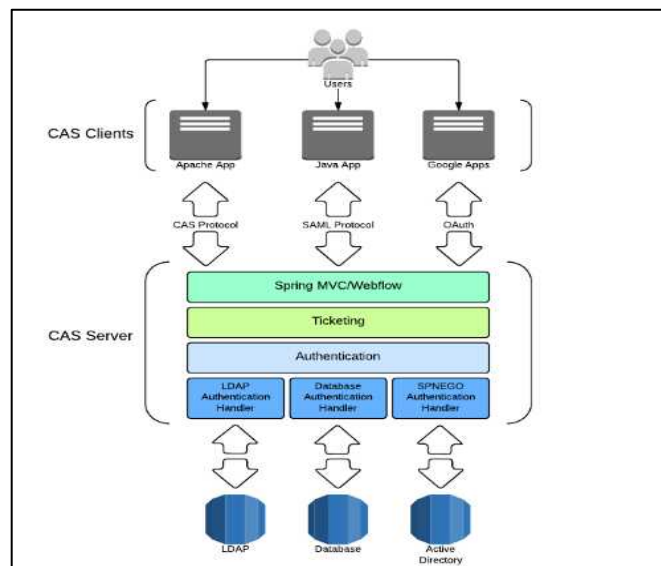 Users
CAS Clients
Apache App
Java App
Google Apps
CAS Protocol
SAML Protocol
OAuth
CAS Server
Spring MVC/Webflow
Ticketing
Authentication
LDAP
Authentication
Handler
Database
Authentication
Handler
SPNEGO
Authentication
Handler
LDAP
Database
Active
Directory